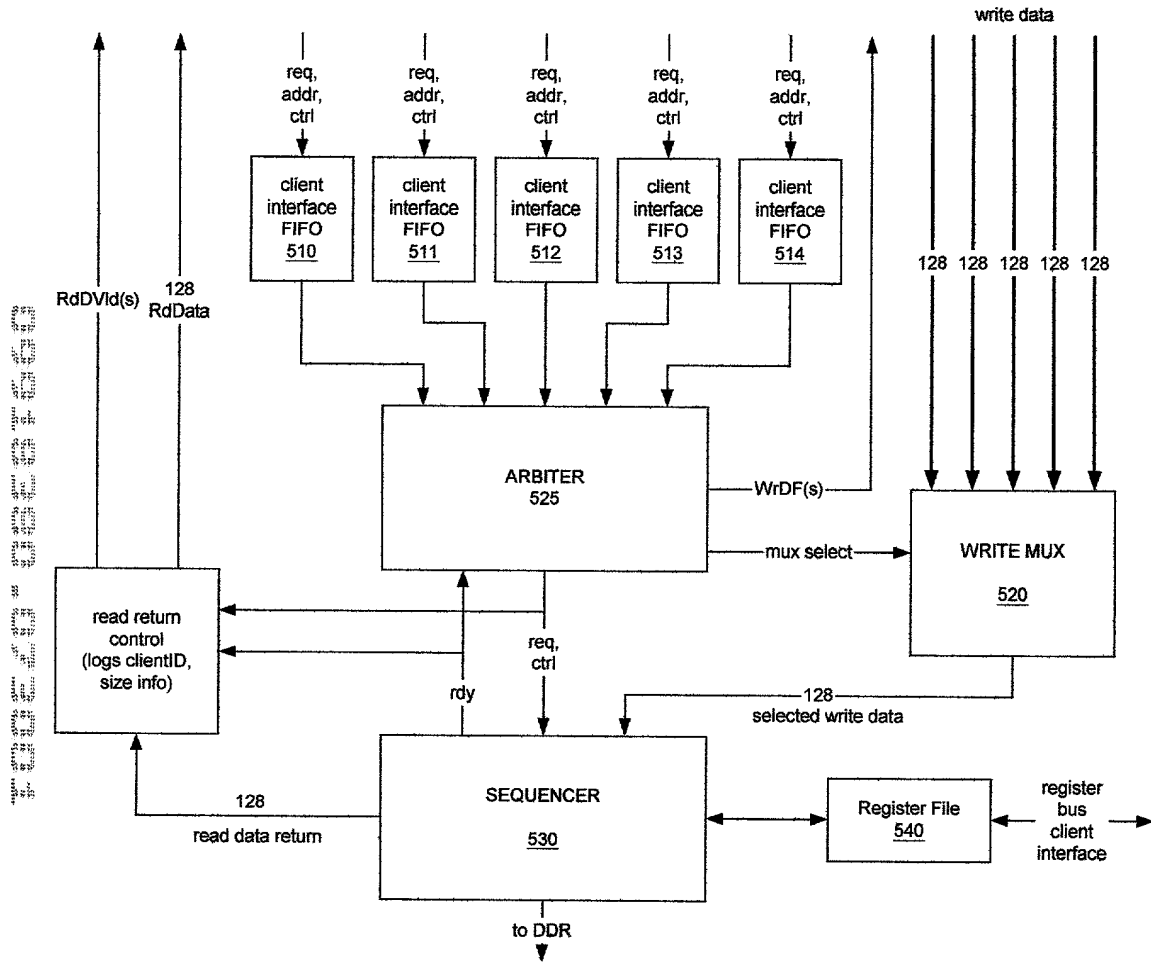 write data
req,
addr,
ctrl
req,
addr,
ctrl
req,
addr,
ctrl
req,
addr,
ctrl
req,
addr,
ctrl
client
interface
FIFO
510
client
interface
FIFO
511
client
interface
FIFO
512
client
interface
FIFO
513
client
interface
FIFO
514
128
128
128
128
128
RdDVld(s)
128
RdData
ARBITER
525
WrDF(s)
mux select
WRITE MUX
520
read return
control
(logs clientID,
size info)
req,
ctrl
rdy
128
selected write data
SEQUENCER
530
128
read data return
Register File
540
register
bus
client
interface
to DDR